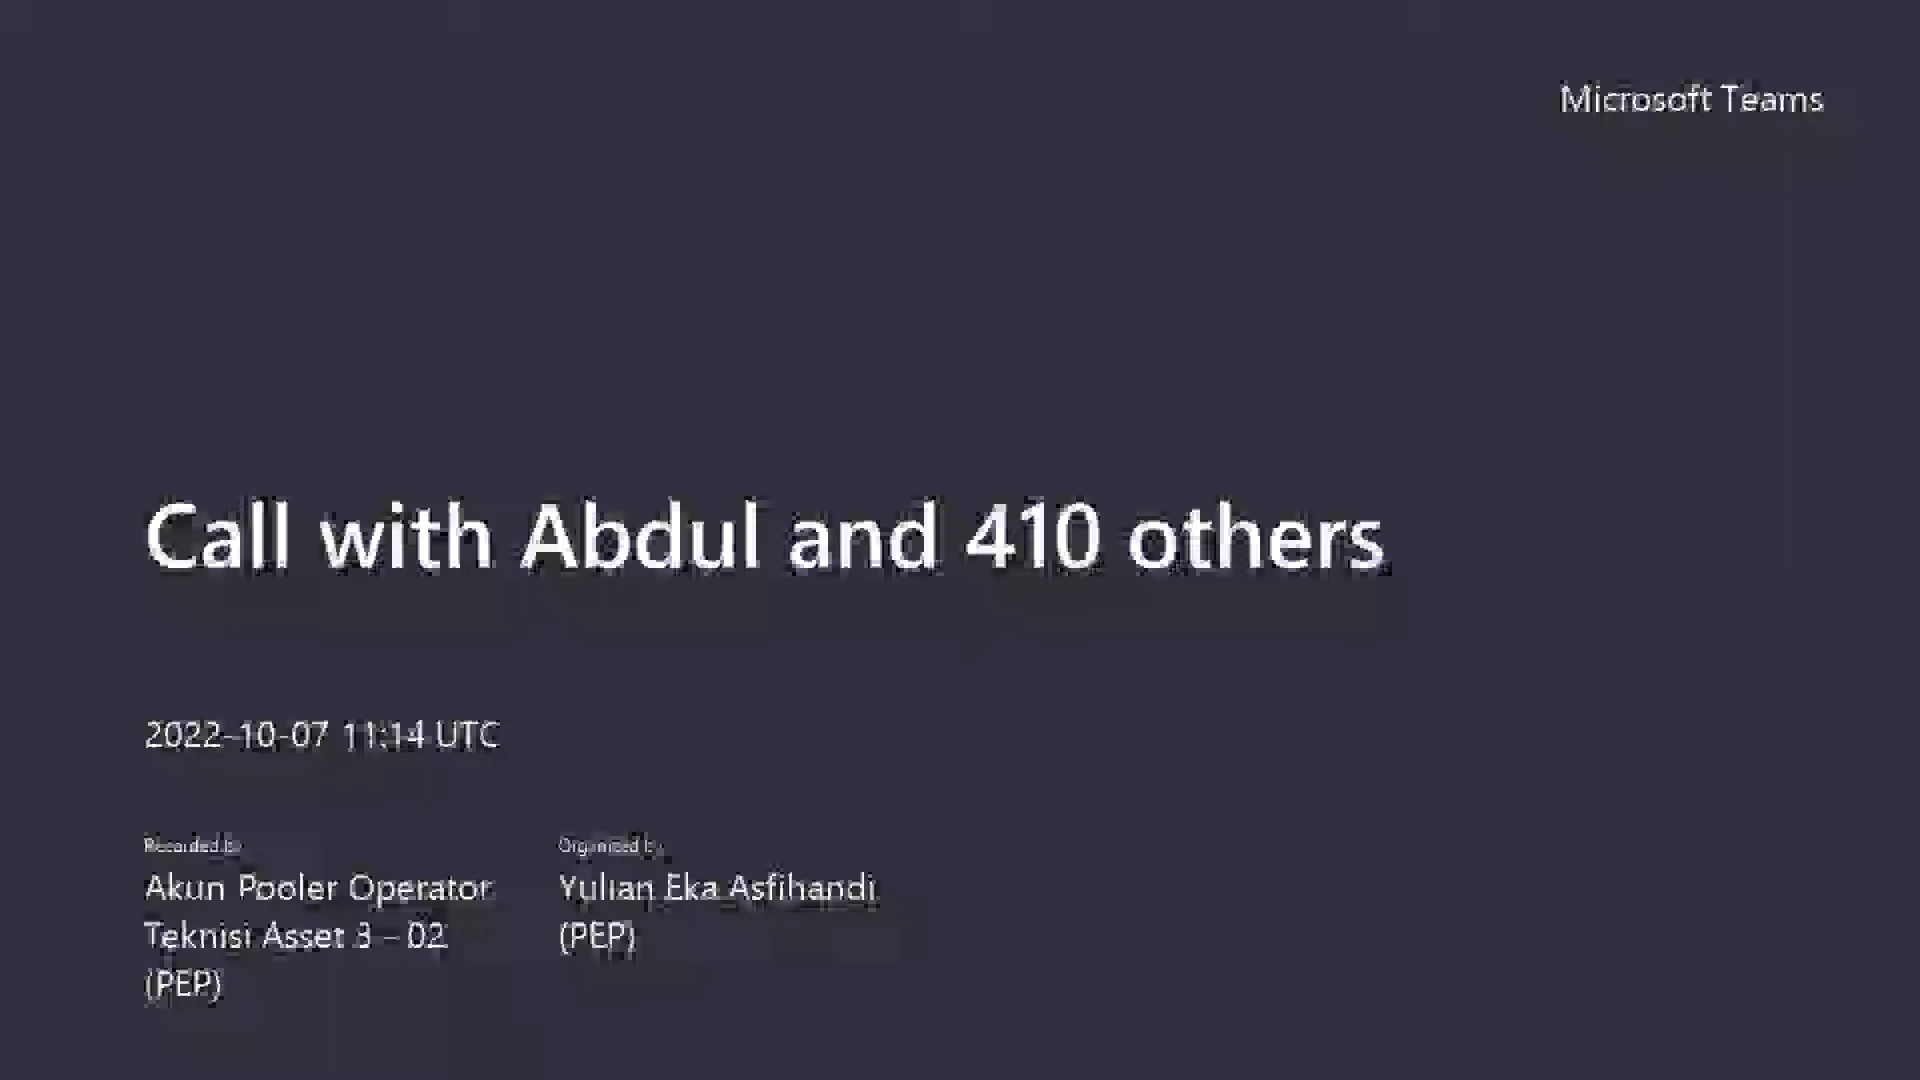 Microsoft Teams
Call with Abdul and 410 others
2022-10-07 11:14 UTC
Recorded by
Organized by
Akun Pooler Operator
Teknisi Asset 3 - 02
(PEP)
Yulian Eka Asfihandi
(PEP)